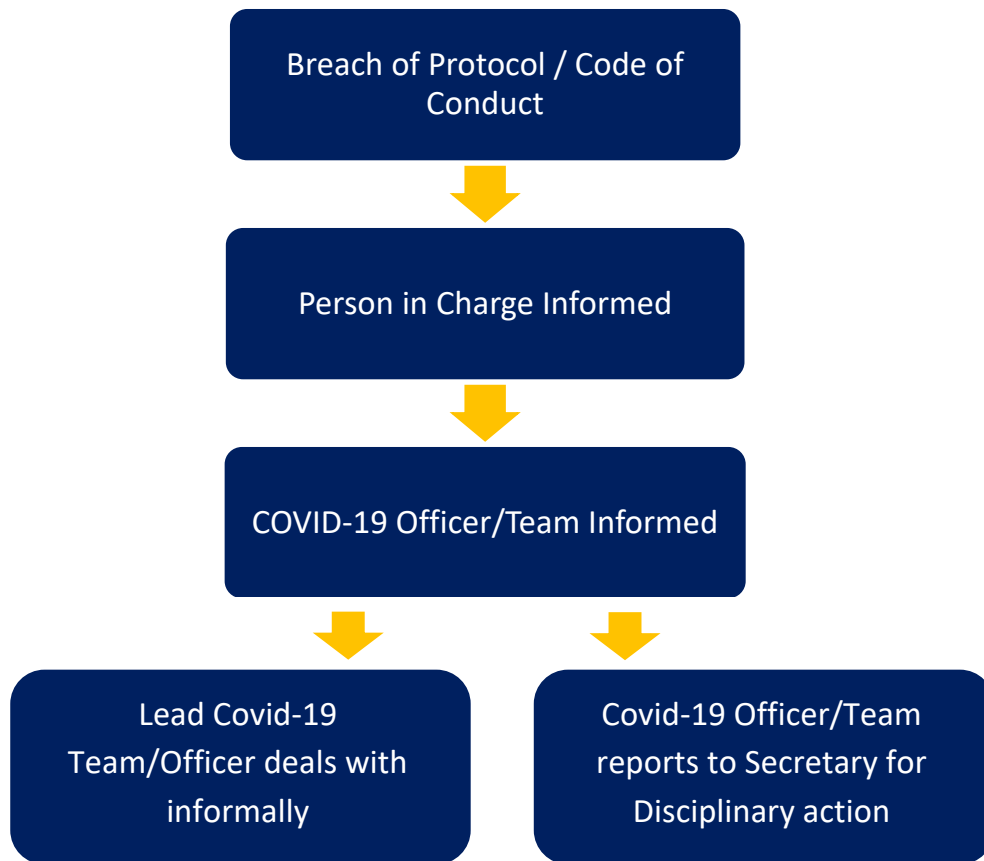 Breach of Protocol / Code of
Conduct
Person in Charge Informed
COVID-19 Officer/Team Informed
Lead Covid-19
Team/Officer deals with
informally
Covid-19 Officer/Team
reports to Secretary for
Disciplinary action